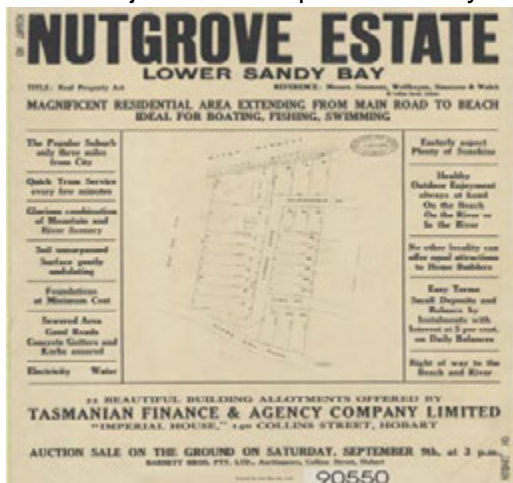 NUTGROVE ESTATE
LOWER SANDY BAY
TITLE: Real Property Act
REFERENCE: Messrs. Simmons, Wolfhagen, Simmons & Walch
MAGNIFICENT RESIDENTIAL AREA EXTENDING FROM MAIN ROAD TO BEACH
IDEAL FOR BOATING, FISHING, SWIMMING
The Popular Suburb
only three miles
from City
Quick Tram Service
every few minutes
Glorious combination
of Mountain and
River Scenery
Soil unsurpassed
Surface gently
undulating
Foundations
at Minimum Cost
Sewered Area
Good Roads
Concrete Gutters and
Kerbs assured
Electricity Water
Easterly aspect
Plenty of Sunshine
Healthy
Outdoor Enjoyment
always at hand
On the Beach
On the River or
In the River
No other locality can
offer equal attractions
to Home Builders
Easy Terms
Small Deposits and
Balance by
Instalments with
Interest at 5 per cent.
on Daily Balances
Right of way to the
Beach and River
22 BEAUTIFUL BUILDING ALLOTMENTS OFFERED BY
TASMANIAN FINANCE & AGENCY COMPANY LIMITED
"IMPERIAL HOUSE," 140 COLLINS STREET, HOBART
AUCTION SALE ON THE GROUND ON SATURDAY, SEPTEMBER 9th, at 3 p.m.
BURNETT BROS. PTY. LTD., Auctioneers, Collins Street, Hobart
90550